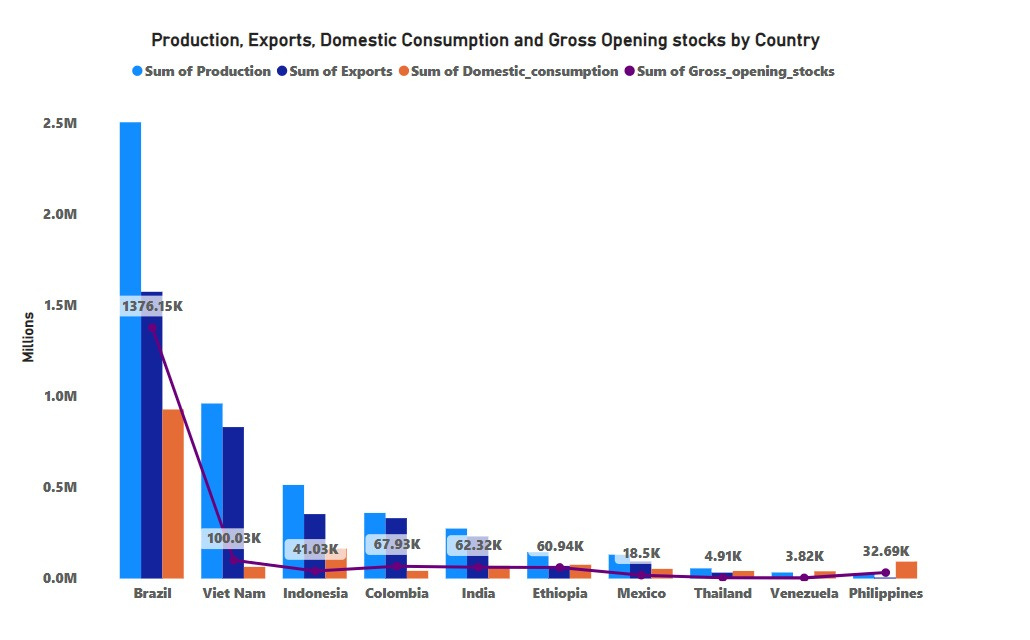 Production, Exports, Domestic Consumption and Gross Opening stocks by Country
Sum of Production Sum of Exports Sum of Domestic_consumption Sum of Gross_opening_stocks
2.5M
2.0M
1.5M
1.0M
0.5M
0.0M
Millions
1376.15K
100.03K
41.03K
67.93K
62.32K
60.94K
18.5K
4.91K
3.82K
32.69K
Brazil Viet Nam Indonesia Colombia India Ethiopia Mexico Thailand Venezuela Philippines